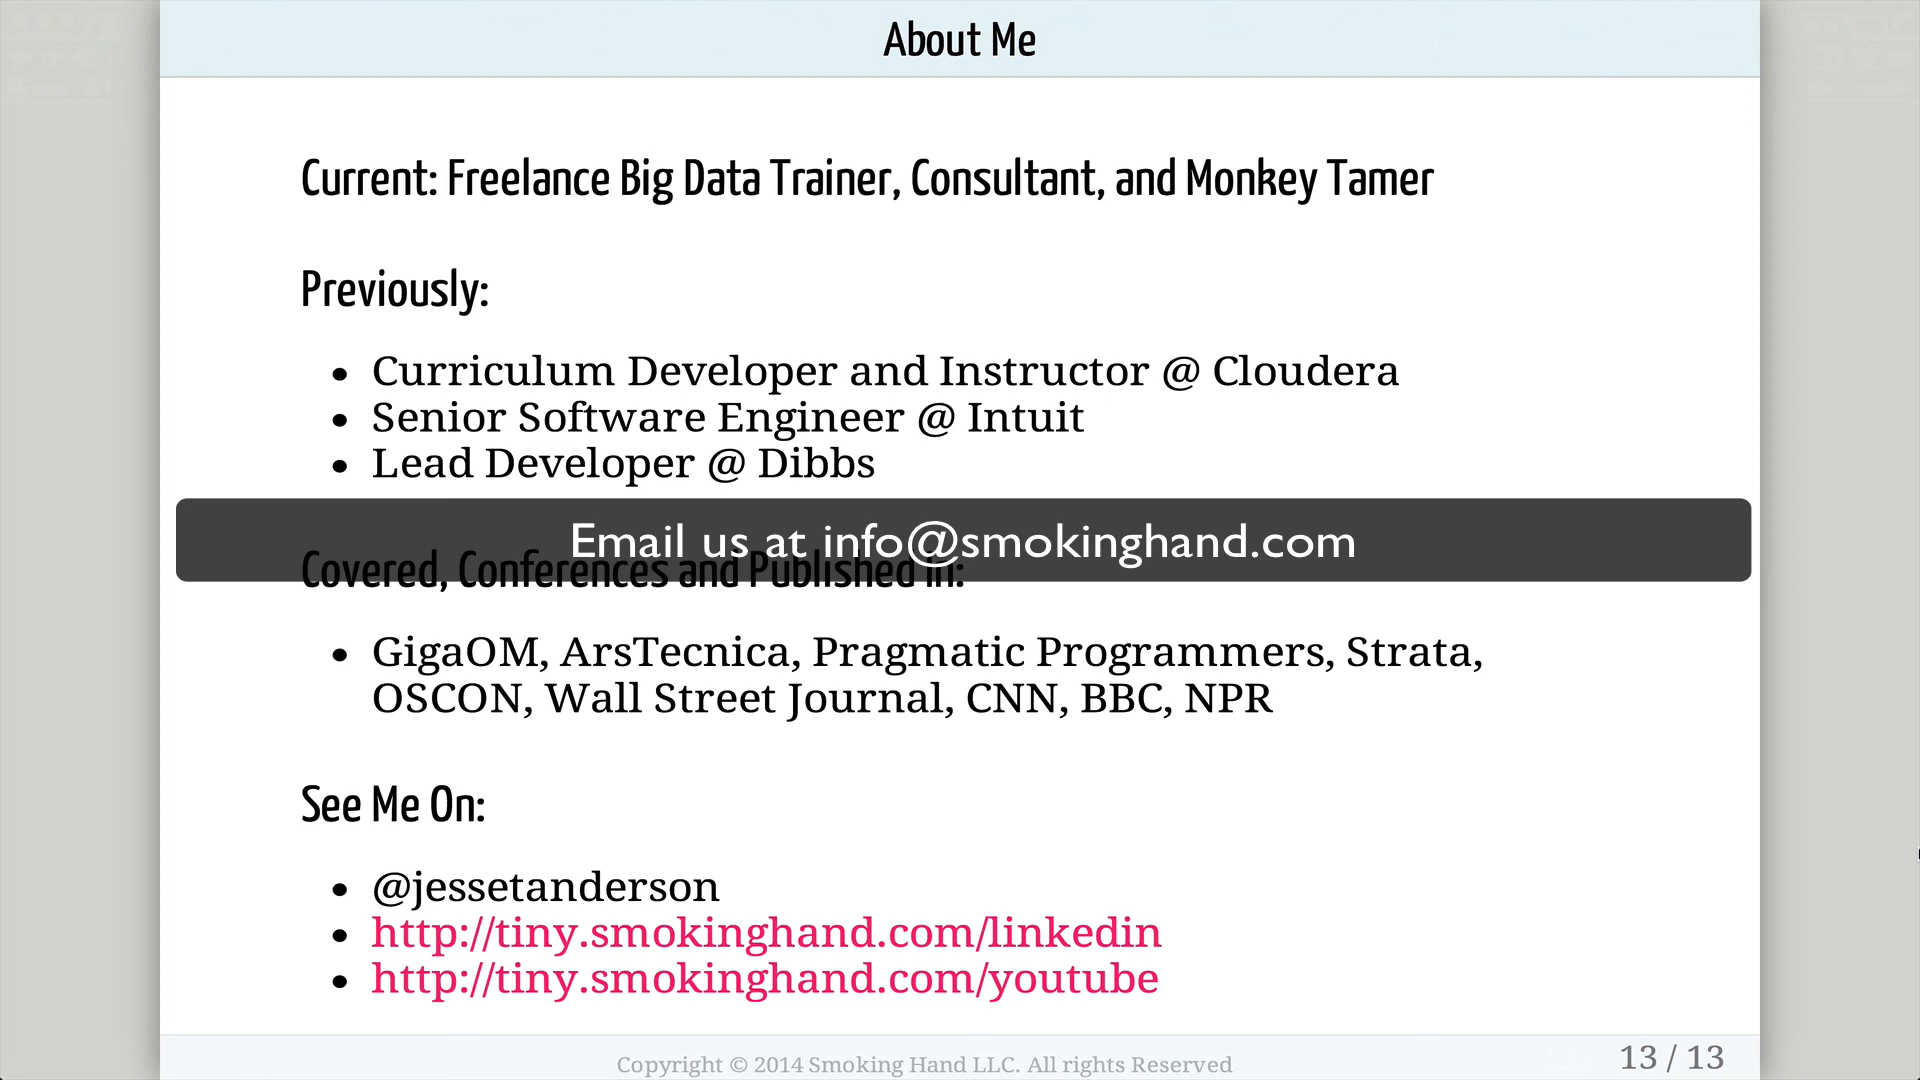 About Me
Current: Freelance Big Data Trainer, Consultant, and Monkey Tamer
Previously:
Curriculum Developer and Instructor @ Cloudera
Senior Software Engineer @ Intuit
Lead Developer @ Dibbs
Email us at info@smokinghand.com
Covered, Conferences and Published In:
GigaOM, ArsTecnica, Pragmatic Programmers, Strata,
OSCON, Wall Street Journal, CNN, BBC, NPR
See Me On:
@jessetanderson
http://tiny.smokinghand.com/linkedin
http://tiny.smokinghand.com/youtube
Copyright © 2014 Smoking Hand LLC. All rights Reserved
13 / 13